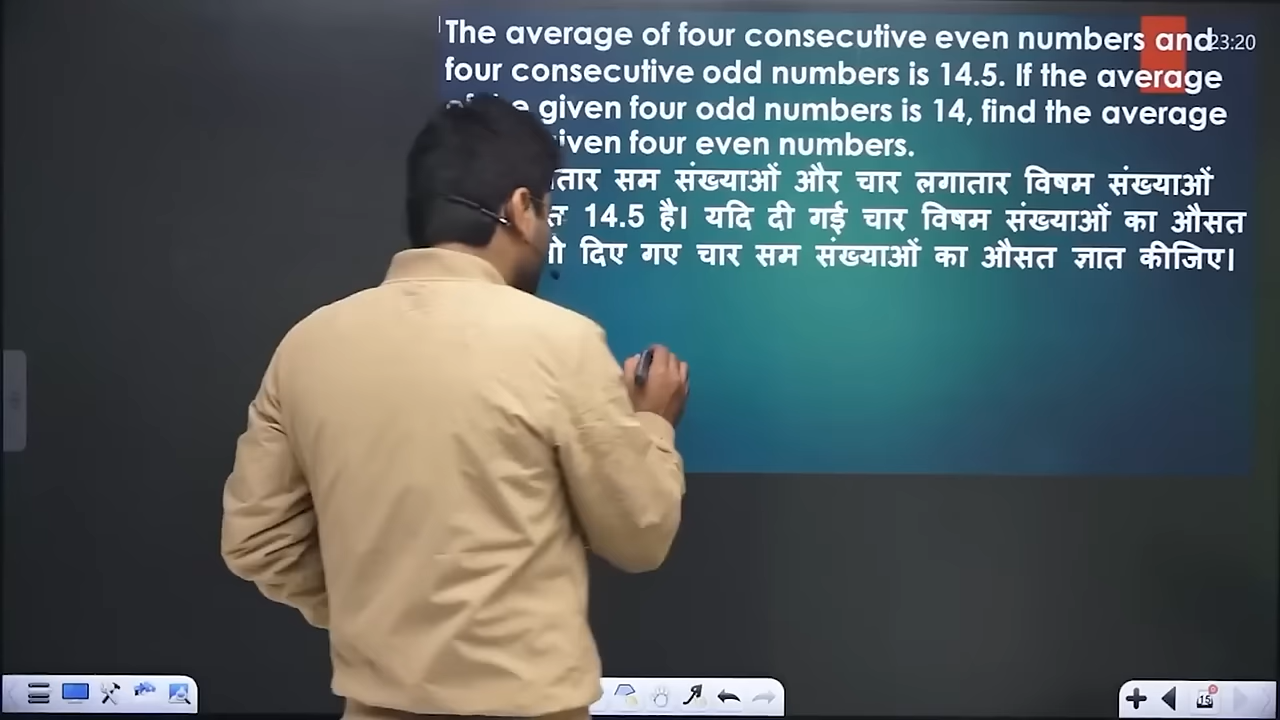 The average of four consecutive even numbers and
23:20
four consecutive odd numbers is 14.5. If the average
given four odd numbers is 14, find the average
given four even numbers.
सम संख्याओं और चार लगातार विषम संख्याओं
14.5 है। यदि दी गई चार विषम संख्याओं का औसत
दिए गए चार सम संख्याओं का औसत ज्ञात कीजिए।
15